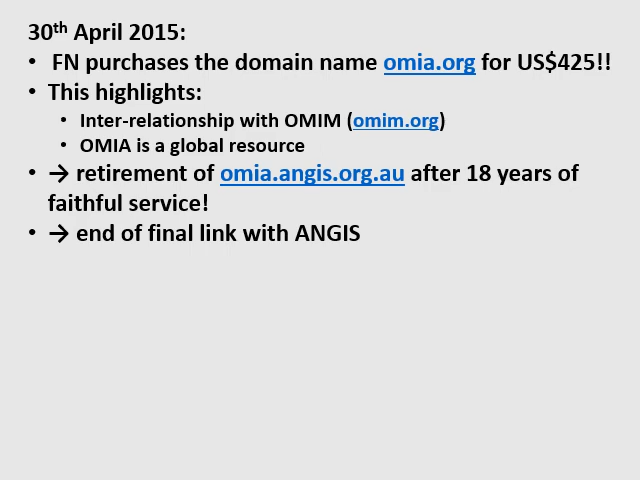 30th April 2015:
• FN purchases the domain name omia.org for US$425!!
• This highlights:
• Inter-relationship with OMIM (omim.org)
• OMIA is a global resource
• → retirement of omia.angis.org.au after 18 years of
faithful service!
• → end of final link with ANGIS